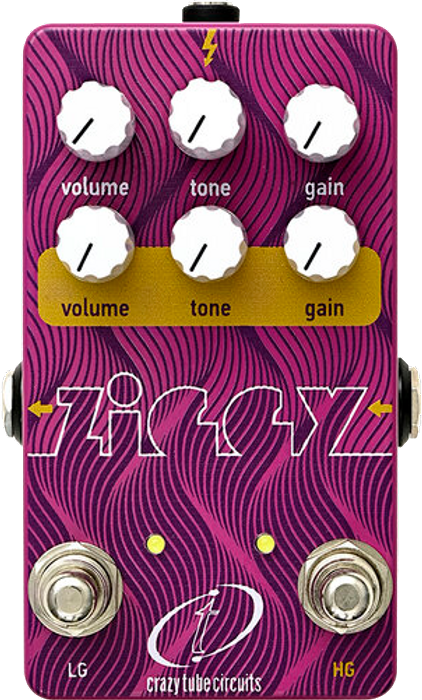 volume tone gain
volume tone gain
ziggy
LG
HG
crazy tube circuits